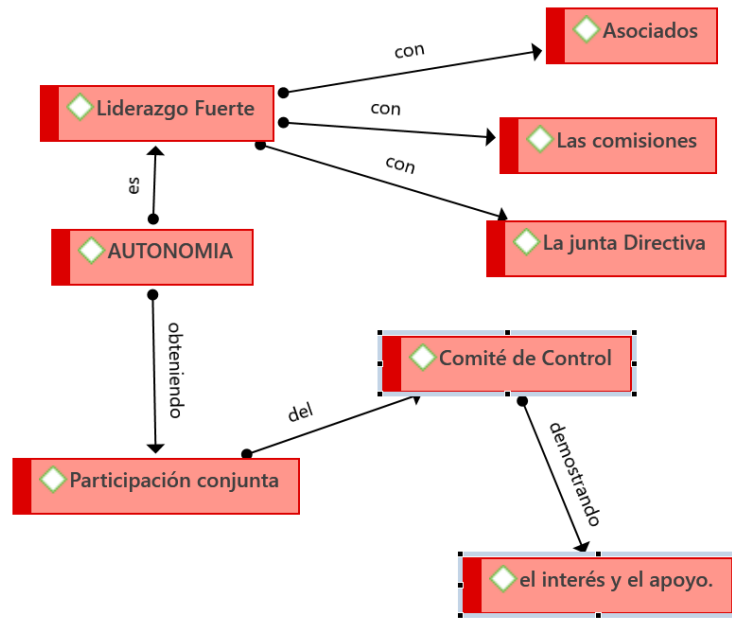 Asociados
con
Liderazgo Fuerte
con
Las comisiones
con
es
La junta Directiva
AUTONOMIA
obteniendo
Comité de Control
del
demostrando
Participación conjunta
el interés y el apoyo.